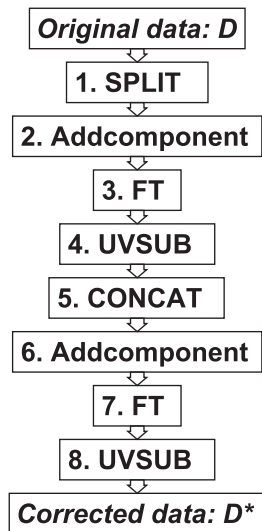 Original data: D
1. SPLIT
2. Addcomponent
3. FT
4. UVSUB
5. CONCAT
6. Addcomponent
7. FT
8. UVSUB
Corrected data: D*